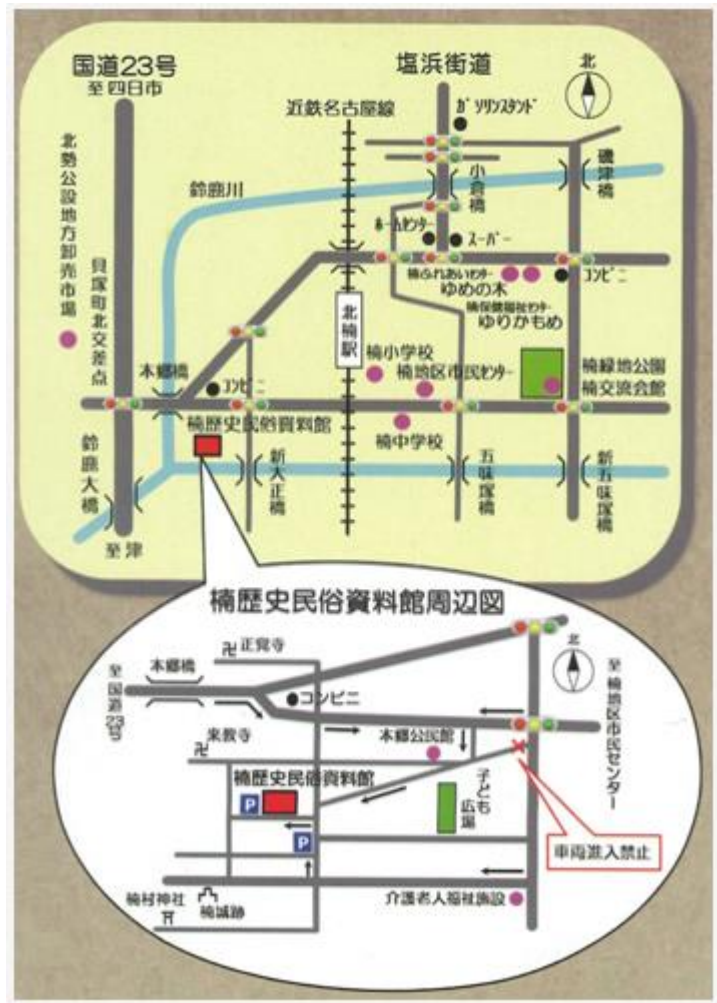 国道23号
至四日市
塩浜街道
北
近鉄名古屋線
ガソリンスタンド
北勢公設地方卸売市場
貝塚町北交差点
鈴鹿川
小倉橋
磯津橋
ホームセンター
スーパー
楠ふれあいセンター
ゆめの木
コンビニ
楠保健福祉センター
ゆりかもめ
北楠駅
楠小学校
楠地区市民センター
楠緑地公園
楠交流会館
本郷橋
コンビニ
楠歴史民俗資料館
楠中学校
鈴鹿大橋
新大正橋
五味塚橋
新五味塚橋
至津
楠歴史民俗資料館周辺図
卍正覚寺
北
本郷橋
至国道23号
コンビニ
至楠地区市民センター
卍来教寺
本郷公民館
楠歴史民俗資料館
P
子ども広場
P
車両進入禁止
楠村神社
楠城跡
介護老人福祉施設